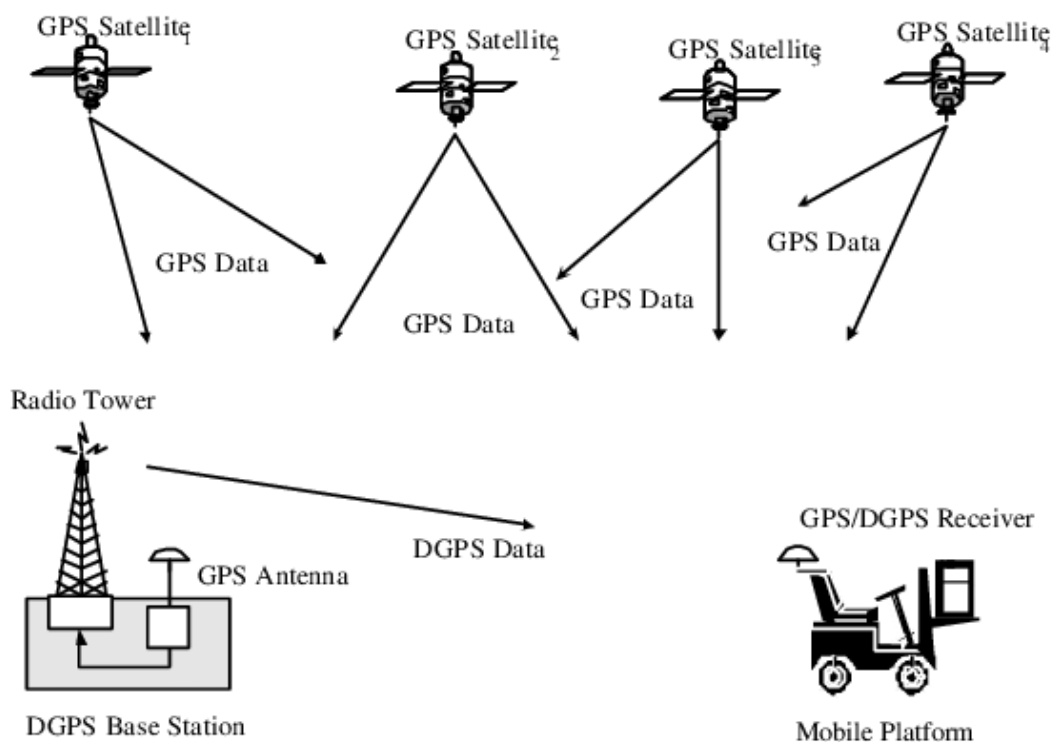 GPS Satellite1
GPS Satellite2
GPS Satellite3
GPS Satellite4
GPS Data
GPS Data
GPS Data
GPS Data
Radio Tower
DGPS Data
GPS Antenna
GPS/DGPS Receiver
DGPS Base Station
Mobile Platform